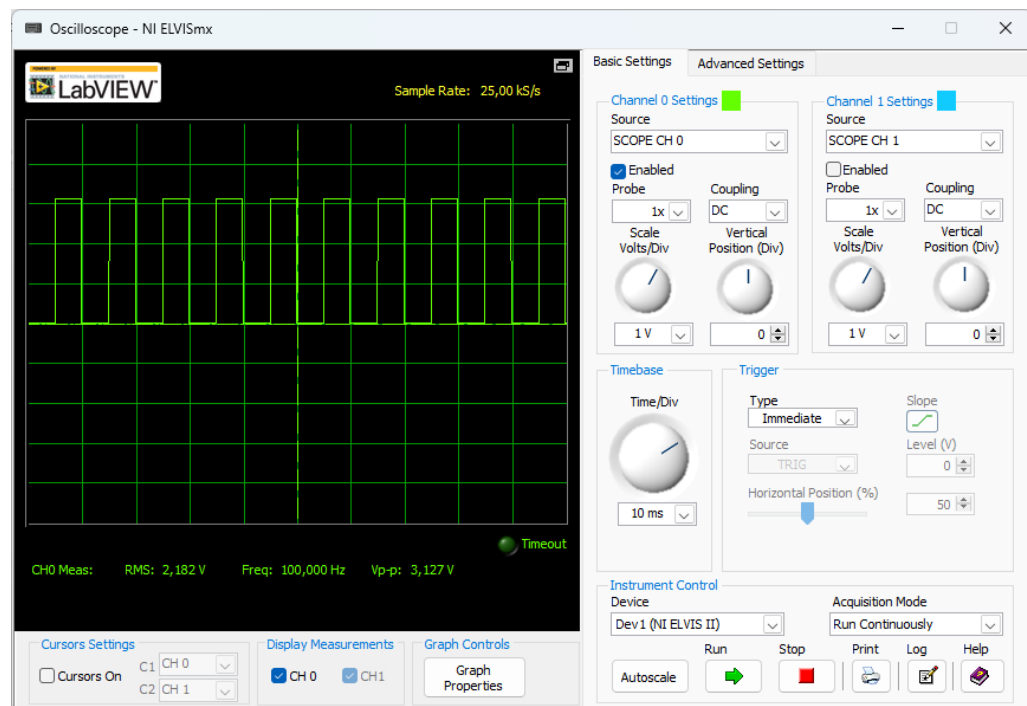 Oscilloscope - NI ELVISmx
POWERED BY
NATIONAL INSTRUMENTS
LabVIEW
Sample Rate: 25,00 kS/s
Timeout
CH0 Meas: RMS: 2,182 V Freq: 100,000 Hz Vp-p: 3,127 V
Cursors Settings
Cursors On
C1 CH 0
C2 CH 1
Display Measurements
CH 0 CH1
Graph Controls
Graph
Properties
Basic Settings Advanced Settings
Channel 0 Settings
Source
SCOPE CH 0
Enabled
Probe Coupling
1x DC
Scale Vertical
Volts/Div Position (Div)
1 V 0
Channel 1 Settings
Source
SCOPE CH 1
Enabled
Probe Coupling
1x DC
Scale Vertical
Volts/Div Position (Div)
1 V 0
Timebase
Time/Div
10 ms
Trigger
Type Slope
Immediate
Source Level (V)
TRIG 0
Horizontal Position (%)
50
Instrument Control
Device Acquisition Mode
Dev1 (NI ELVIS II) Run Continuously
Run Stop Print Log Help
Autoscale